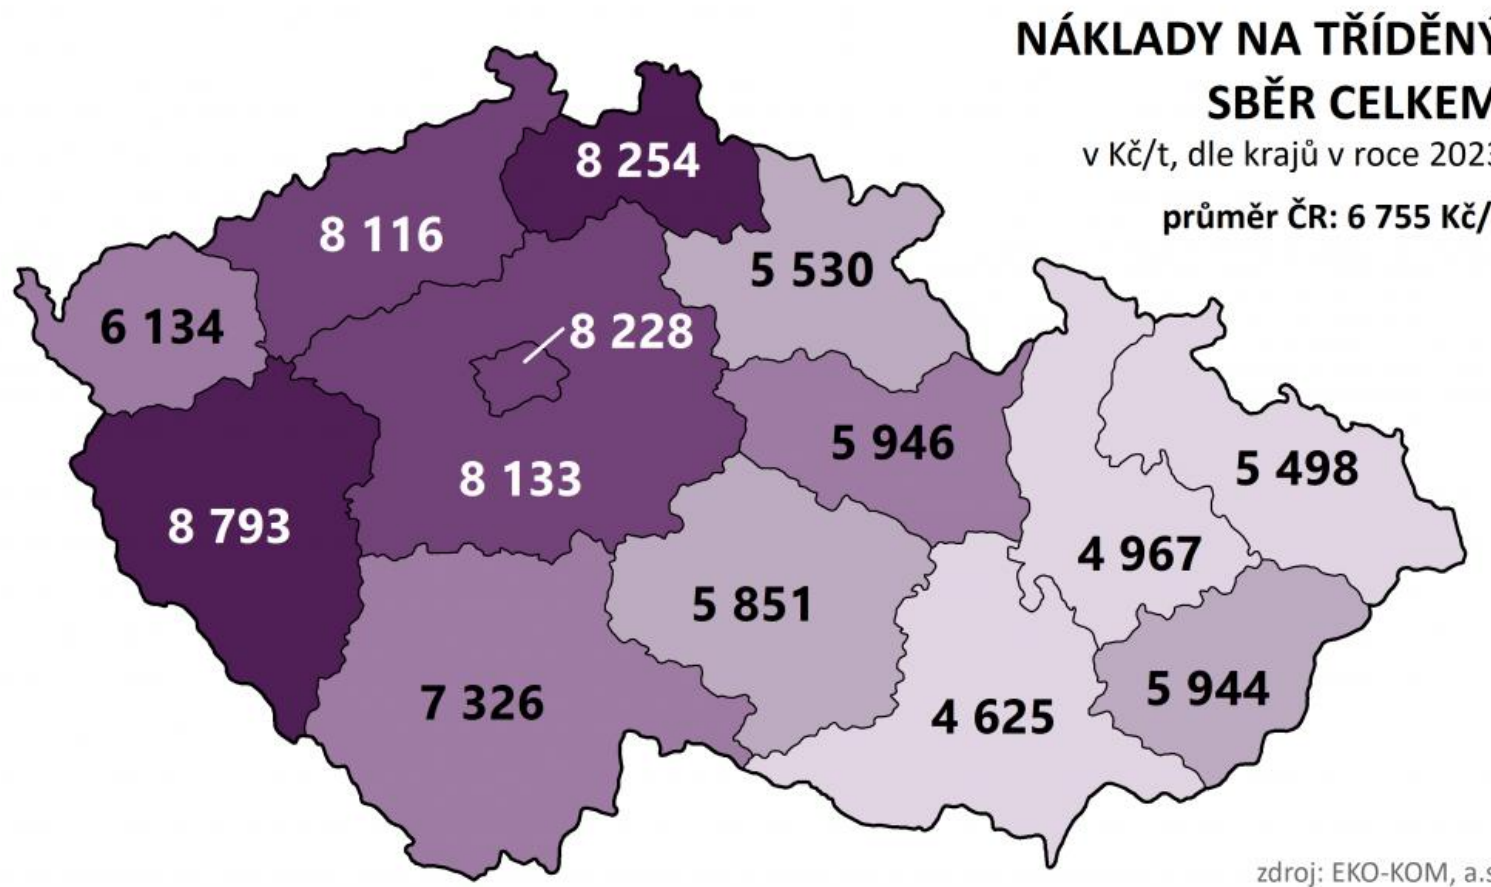 NÁKLADY NA TŘÍDĚNÝ
SBĚR CELKEM
v Kč/t, dle krajů v roce 2023
průměr ČR: 6 755 Kč/
8 254
8 116
5 530
6 134
8 228
5 946
5 498
8 133
8 793
4 967
5 851
5 944
7 326
4 625
zdroj: EKO-KOM, a.s